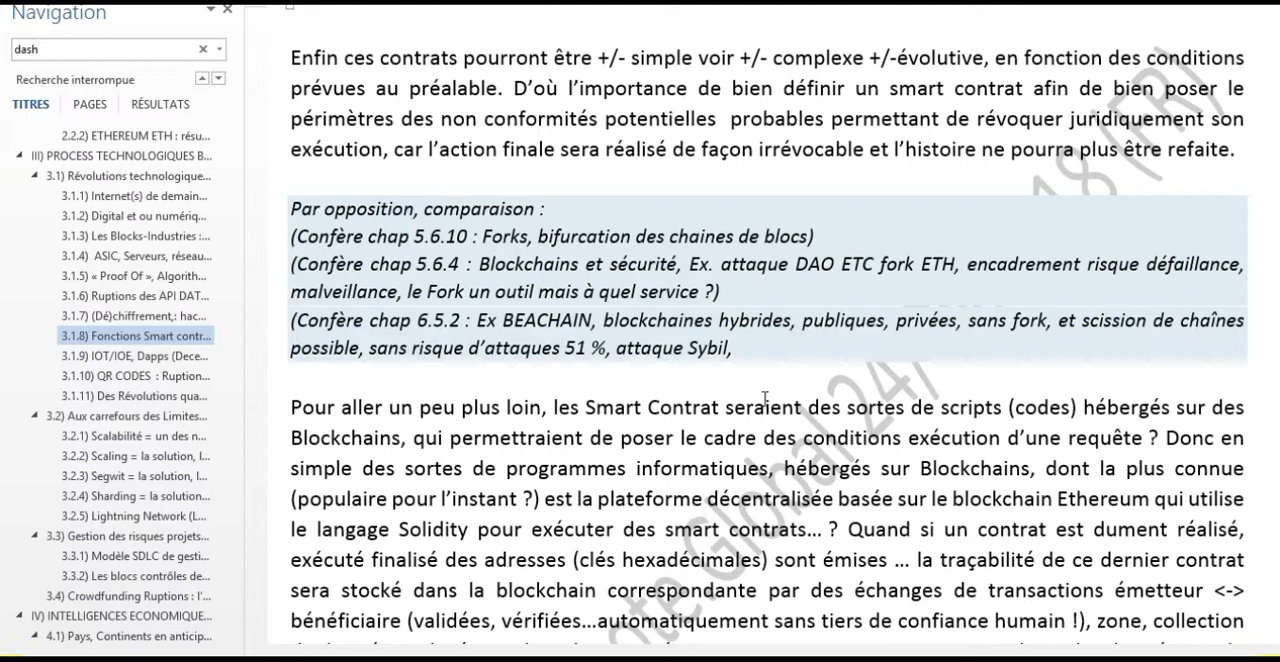 Navigation
dash
Recherche interrompue
TITRES PAGES RÉSULTATS
2.2.2) ETHEREUM ETH : résu...
III) PROCESS TECHNOLOGIQUES B...
3.1) Révolutions technologique...
3.1.1) Internet(s) de demain...
3.1.2) Digital et ou numériq...
3.1.3) Les Blocks-Industries :...
3.1.4) ASIC, Serveurs, réseau...
3.1.5) « Proof Of », Algorith...
3.1.6) Ruptions des API DAT...
3.1.7) (Dé)chiffrement,: hac...
3.1.8) Fonctions Smart contr...
3.1.9) IOT/IOE, Dapps (Dece...
3.1.10) QR CODES : Ruption...
3.1.11) Des Révolutions qua...
3.2) Aux carrefours des Limites...
3.2.1) Scalabilité = un des n...
3.2.2) Scaling = la solution, l...
3.2.3) Segwit = la solution, l...
3.2.4) Sharding = la solution...
3.2.5) Lightning Network (L...
3.3) Gestion des risques projets...
3.3.1) Modèle SDLC de gesti...
3.3.2) Les blocs contrôles de...
3.4) Crowdfunding Ruptions : l'...
IV) INTELLIGENCES ECONOMIQUE...
4.1) Pays, Continents en anticip...
Enfin ces contrats pourront être +/- simple voir +/- complexe +/-évolutive, en fonction des conditions
prévues au préalable. D'où l'importance de bien définir un smart contrat afin de bien poser le
périmètres des non conformités potentielles probables permettant de révoquer juridiquement son
exécution, car l'action finale sera réalisé de façon irrévocable et l'histoire ne pourra plus être refaite.
Par opposition, comparaison :
(Confère chap 5.6.10 : Forks, bifurcation des chaines de blocs)
(Confère chap 5.6.4 : Blockchains et sécurité, Ex. attaque DAO ETC fork ETH, encadrement risque défaillance,
malveillance, le Fork un outil mais à quel service ?)
(Confère chap 6.5.2 : Ex BEACHAIN, blockchaines hybrides, publiques, privées, sans fork, et scission de chaînes
possible, sans risque d'attaques 51 %, attaque Sybil,
Pour aller un peu plus loin, les Smart Contrat seraient des sortes de scripts (codes) hébergés sur des
Blockchains, qui permettraient de poser le cadre des conditions exécution d'une requête ? Donc en
simple des sortes de programmes informatiques, hébergés sur Blockchains, dont la plus connue
(populaire pour l'instant ?) est la plateforme décentralisée basée sur le blockchain Ethereum qui utilise
le langage Solidity pour exécuter des smart contrats... ? Quand si un contrat est dument réalisé,
exécuté finalisé des adresses (clés hexadécimales) sont émises ... la traçabilité de ce dernier contrat
sera stocké dans la blockchain correspondante par des échanges de transactions émetteur <->
bénéficiaire (validées, vérifiées...automatiquement sans tiers de confiance humain !), zone, collection